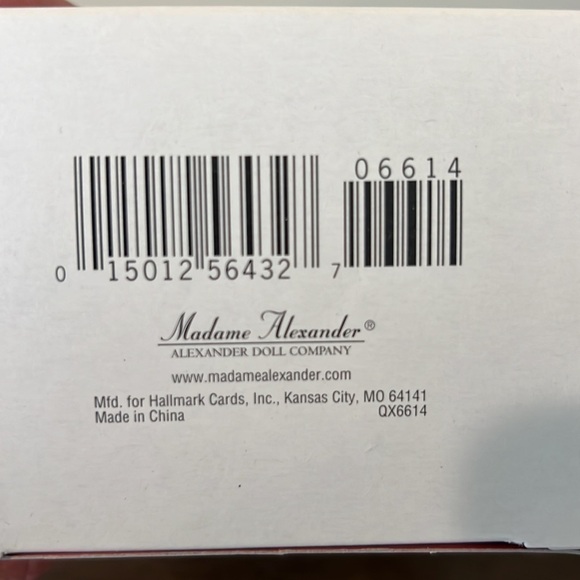 06614
0 15012 56432 7
Madame Alexander®
ALEXANDER DOLL COMPANY
www.madamealexander.com
Mfd. for Hallmark Cards, Inc., Kansas City, MO 64141
Made in China QX6614